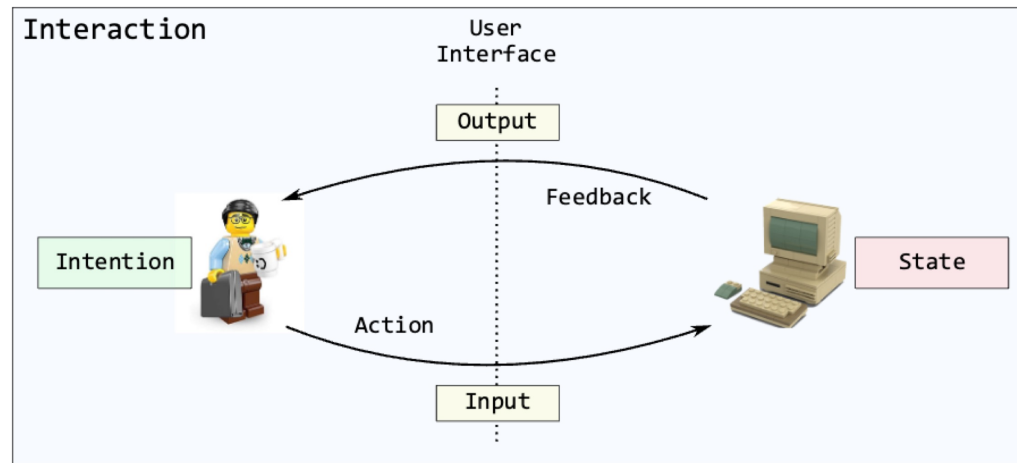 Interaction
User
Interface
Output
Feedback
Intention
State
Action
Input